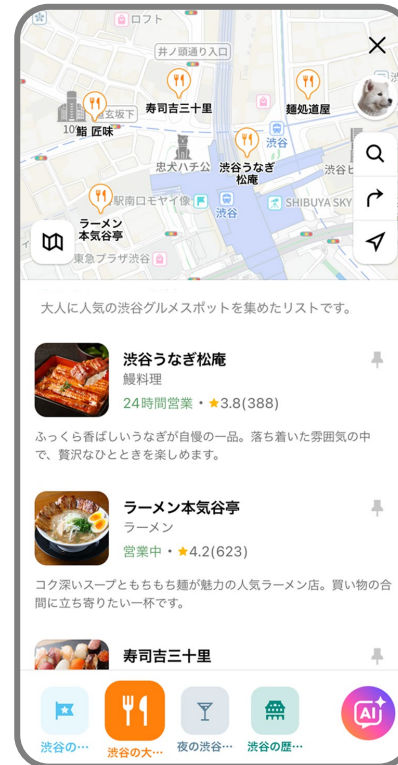 ロフト
井ノ頭通り入口
寿司吉三十里
麺処道屋
玄坂下
10
鮨 匠味
渋谷
忠犬ハチ公
渋谷うなぎ
松庵
渋谷ヒ
駅南口モヤイ像
渋谷
SHIBUYA SKY
ラーメン
本気谷亭
東急プラザ渋谷
大人に人気の渋谷グルメスポットを集めたリストです。
渋谷うなぎ松庵
鰻料理
24時間営業・★3.8(388)
ふっくら香ばしいうなぎが自慢の一品。落ち着いた雰囲気の中
で、贅沢なひとときを楽しめます。
ラーメン本気谷亭
ラーメン
営業中・★4.2(623)
コク深いスープともちもち麺が魅力の人気ラーメン店。買い物の合
間に立ち寄りたい一杯です。
寿司吉三十里
AI
渋谷の…
渋谷の大…
夜の渋谷…
渋谷の歴…